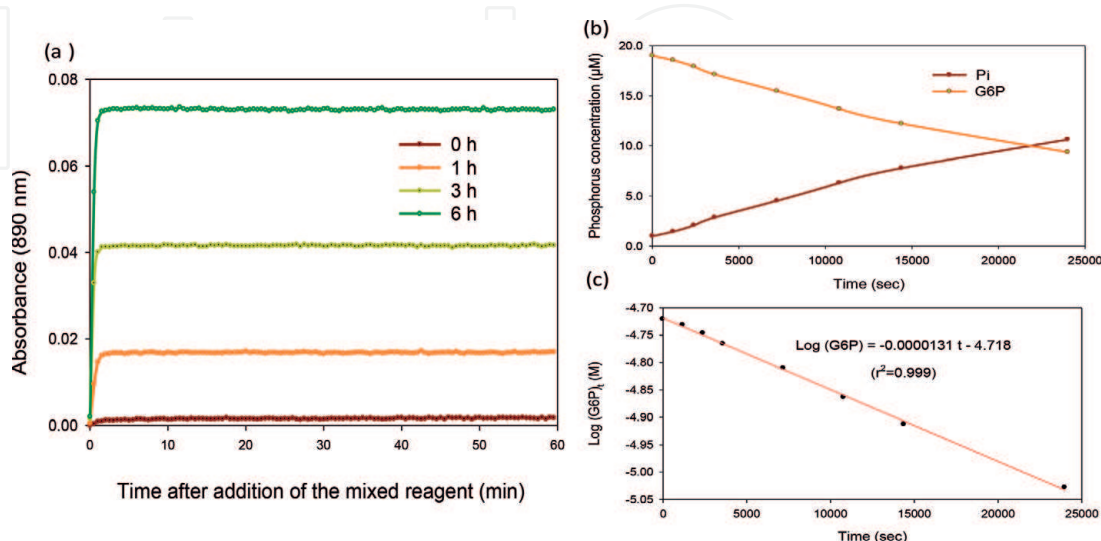 (a )
0.08
0.06
0.04
0.02
0.00
Absorbance (890 nm)
0 h
1 h
3 h
6 h
0 10 20 30 40 50 60
Time after addition of the mixed reagent (min)
(b)
20.0
15.0
10.0
5.0
0.0
Phosphorus concentration (µM)
Pi
G6P
0 5000 10000 15000 20000 25000
Time (sec)
(c)
-4.70
-4.75
-4.80
-4.85
-4.90
-4.95
-5.00
-5.05
Log (G6P)t (M)
Log (G6P) = -0.0000131 t - 4.718
(r²=0.999)
0 5000 10000 15000 20000 25000
Time (sec)